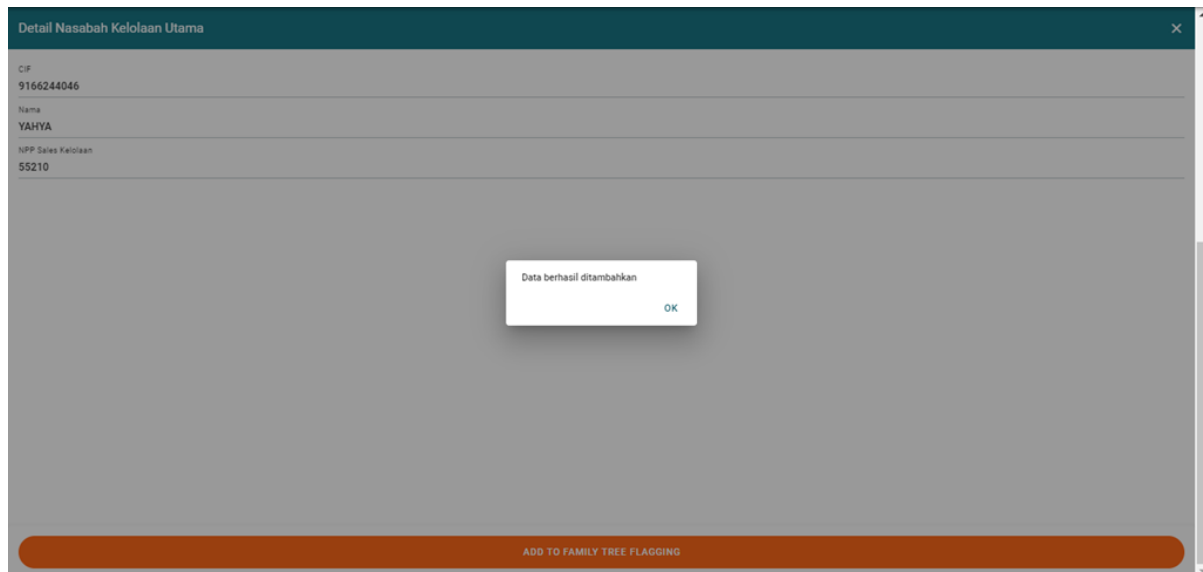 Detail Nasabah Kelolaan Utama
CIF
9166244046
Nama
YAHYA
NPP Sales Kelolaan
55210
Data berhasil ditambahkan
OK
ADD TO FAMILY TREE FLAGGING